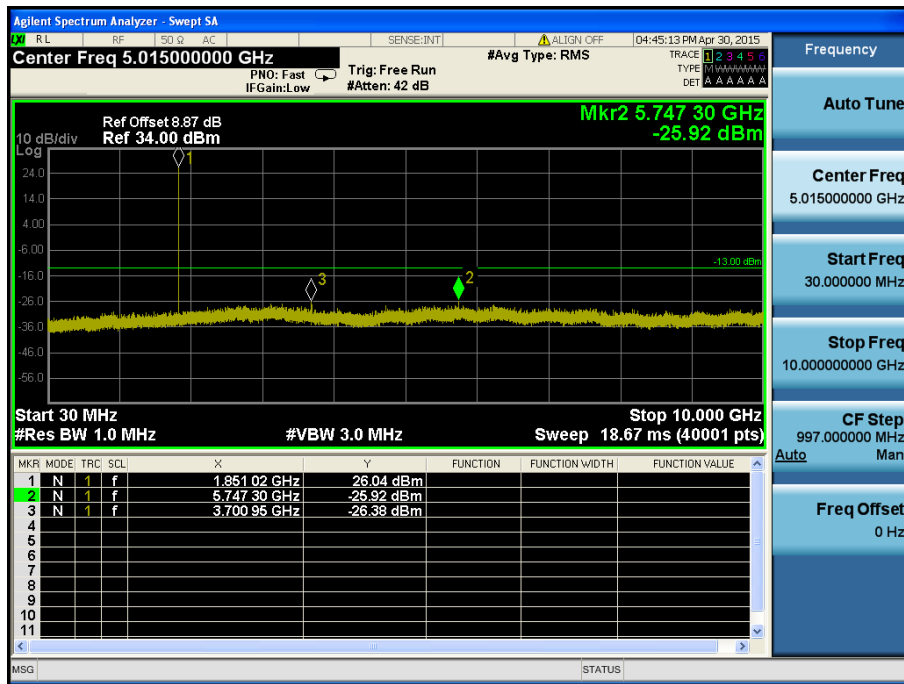 Agilent Spectrum Analyzer - Swept SA
LXI RL RF 50 Ω AC SENSE:INT ALIGN OFF 04:45:13 PM Apr 30, 2015
Center Freq 5.015000000 GHz
#Avg Type: RMS
TRACE 1 2 3 4 5 6
PNO: Fast Trig: Free Run
TYPE M W W W W W
IFGain:Low #Atten: 42 dB
DET A A A A A A
Mkr2 5.747 30 GHz
-25.92 dBm
Ref Offset 8.87 dB
10 dB/div Ref 34.00 dBm
Log
1
24.0
14.0
4.00
-6.00
-13.00 dBm
-16.0
3
2
-26.0
-36.0
-46.0
-56.0
Start 30 MHz Stop 10.000 GHz
#Res BW 1.0 MHz #VBW 3.0 MHz Sweep 18.67 ms (40001 pts)
MKR MODE TRC SCL X Y FUNCTION FUNCTION WIDTH FUNCTION VALUE
1 N 1 f 1.851 02 GHz 26.04 dBm
2 N 1 f 5.747 30 GHz -25.92 dBm
3 N 1 f 3.700 95 GHz -26.38 dBm
4
5
6
7
8
9
10
11
MSG STATUS
Frequency
Auto Tune
Center Freq
5.015000000 GHz
Start Freq
30.000000 MHz
Stop Freq
10.000000000 GHz
CF Step
997.000000 MHz
Auto Man
Freq Offset
0 Hz